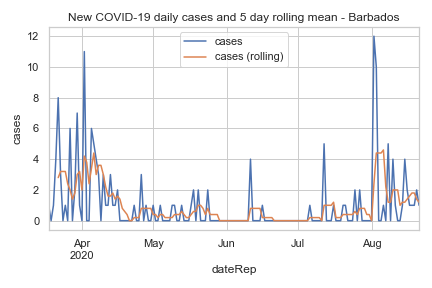 New COVID-19 daily cases and 5 day rolling mean - Barbados
cases
cases (rolling)
12
10
8
6
4
2
0
cases
Apr
2020
May
Jun
Jul
Aug
dateRep